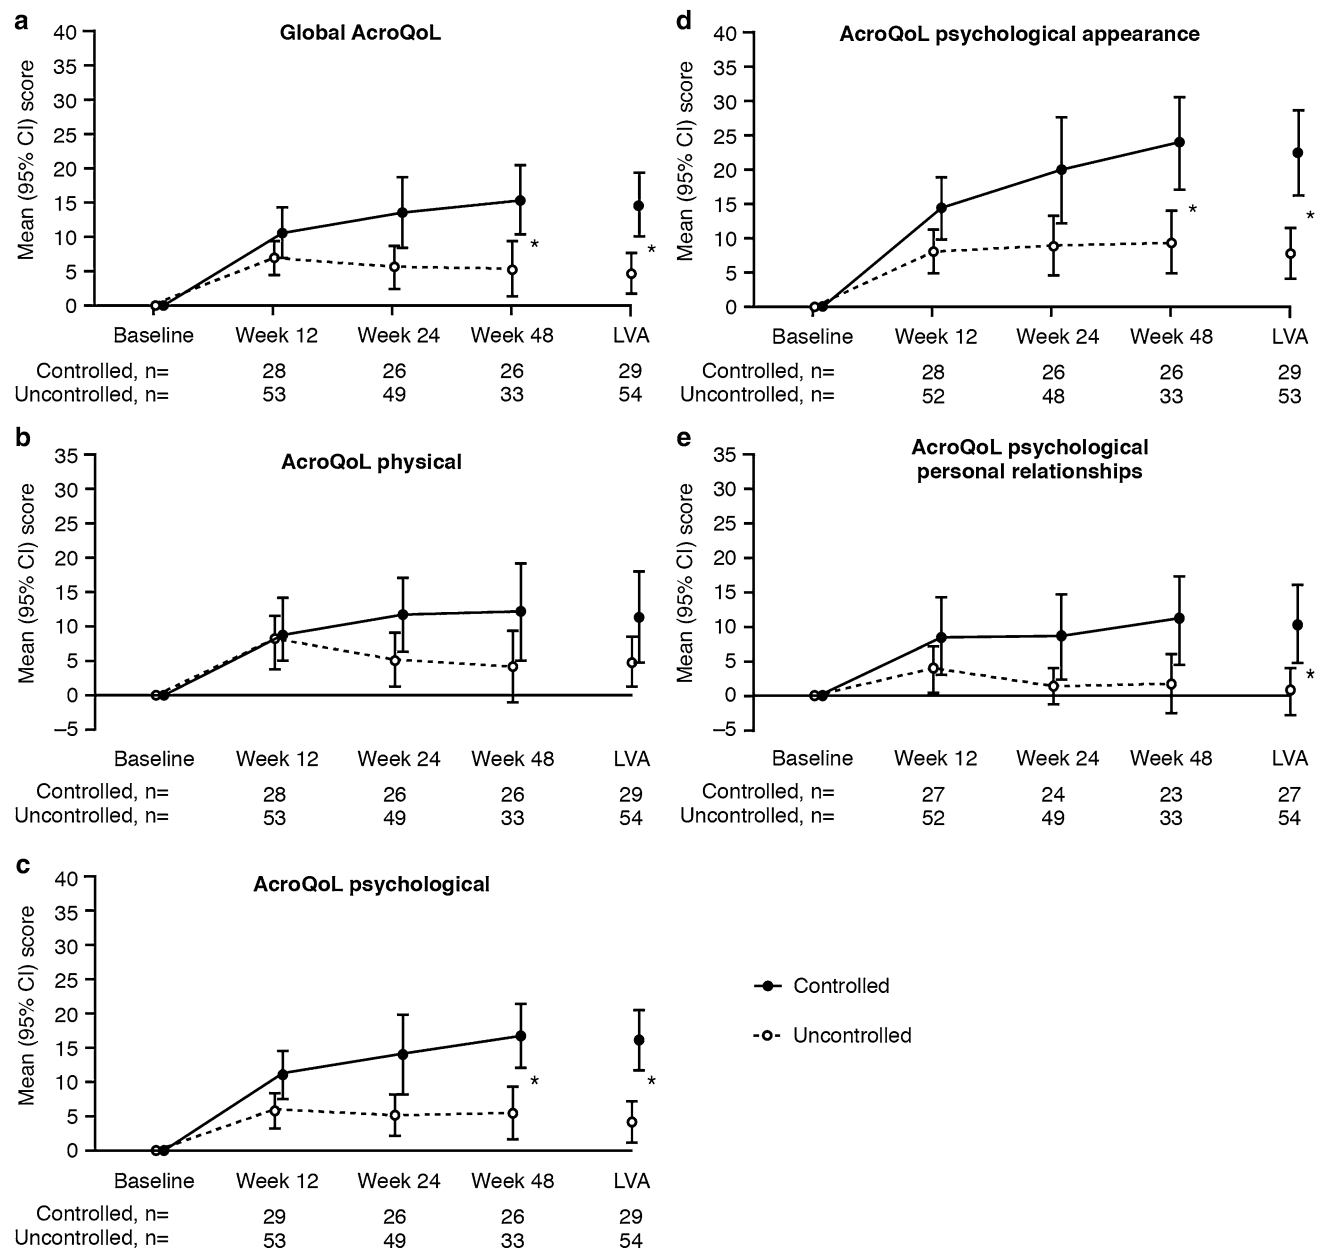 a
Global AcroQoL
Mean (95% CI) score
40
35
30
25
20
15
10
5
0
*
*
Baseline Week 12 Week 24 Week 48 LVA
Controlled, n= 28 26 26 29
Uncontrolled, n= 53 49 33 54
b
AcroQoL physical
Mean (95% CI) score
35
30
25
20
15
10
5
0
–5
Baseline Week 12 Week 24 Week 48 LVA
Controlled, n= 28 26 26 29
Uncontrolled, n= 53 49 33 54
c
AcroQoL psychological
Mean (95% CI) score
40
35
30
25
20
15
10
5
0
*
*
Baseline Week 12 Week 24 Week 48 LVA
Controlled, n= 29 26 26 29
Uncontrolled, n= 53 49 33 54
d
AcroQoL psychological appearance
Mean (95% CI) score
40
35
30
25
20
15
10
5
0
*
*
Baseline Week 12 Week 24 Week 48 LVA
Controlled, n= 28 26 26 29
Uncontrolled, n= 52 48 33 53
e
AcroQoL psychological
personal relationships
Mean (95% CI) score
35
30
25
20
15
10
5
0
–5
*
Baseline Week 12 Week 24 Week 48 LVA
Controlled, n= 27 24 23 27
Uncontrolled, n= 52 49 33 54
Controlled
Uncontrolled